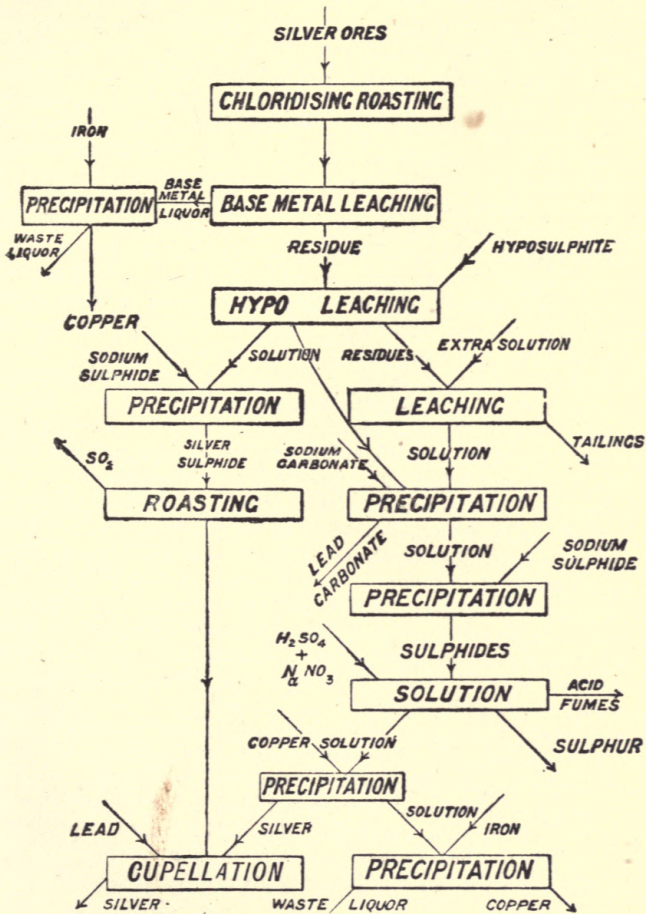 SILVER ORES
CHLORIDISING ROASTING
IRON
PRECIPITATION
BASE
METAL
LIQUOR
BASE METAL LEACHING
WASTE
LIQUOR
RESIDUE
HYPOSULPHITE
HYPO LEACHING
COPPER
SODIUM
SULPHIDE
SOLUTION
RESIDUES
EXTRA SOLUTION
PRECIPITATION
LEACHING
SO2
SILVER
SULPHIDE
SODIUM
CARBONATE
SOLUTION
TAILINGS
ROASTING
PRECIPITATION
LEAD
CARBONATE
SOLUTION
SODIUM
SULPHIDE
PRECIPITATION
H2SO4
+
NaNO3
SULPHIDES
SOLUTION
ACID
FUMES
COPPER SOLUTION
SULPHUR
PRECIPITATION
LEAD
SILVER
SOLUTION
IRON
CUPELLATION
PRECIPITATION
SILVER
WASTE LIQUOR
COPPER